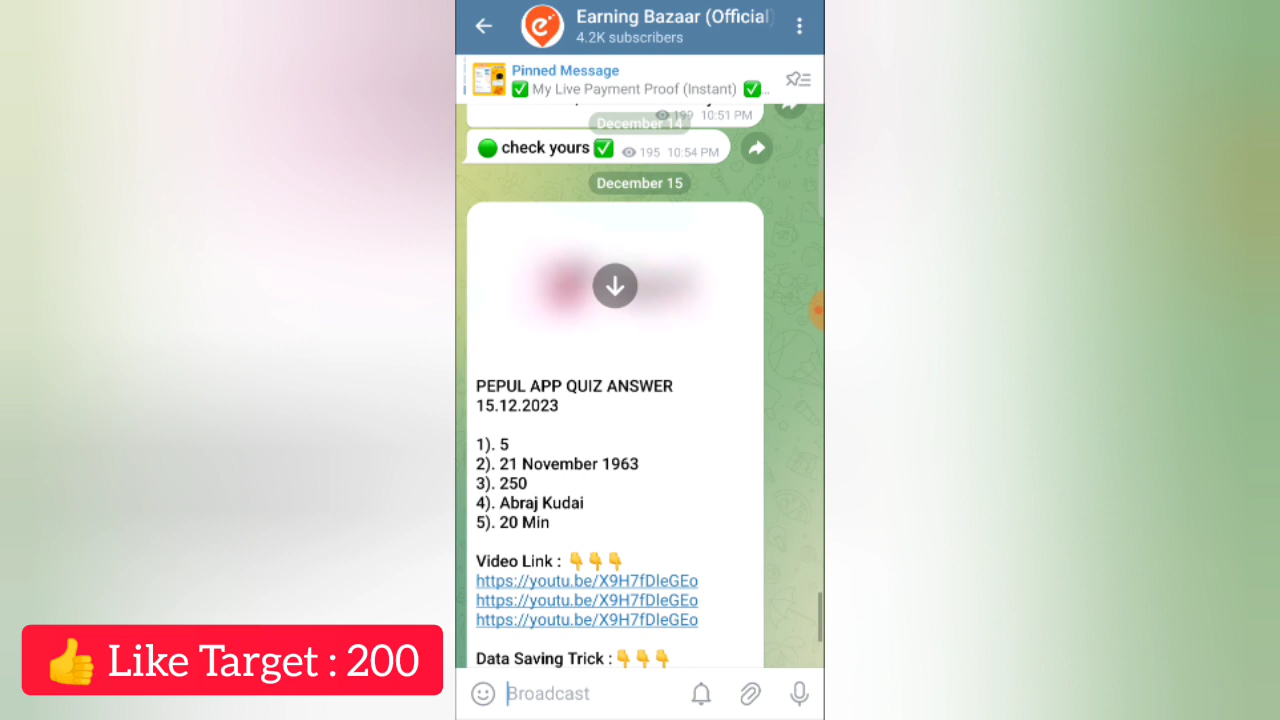 Earning Bazaar (Official)
4.2K subscribers
Pinned Message
✅ My Live Payment Proof (Instant) ✅...
199 10:51 PM
December 14
🟢 check yours ✅ 195 10:54 PM
December 15
PEPUL APP QUIZ ANSWER
15.12.2023
1). 5
2). 21 November 1963
3). 250
4). Abraj Kudai
5). 20 Min
Video Link : 👇👇👇
https://youtu.be/X9H7fDleGEo
https://youtu.be/X9H7fDleGEo
https://youtu.be/X9H7fDleGEo
Data Saving Trick :👇👇👇
Broadcast
👍 Like Target : 200